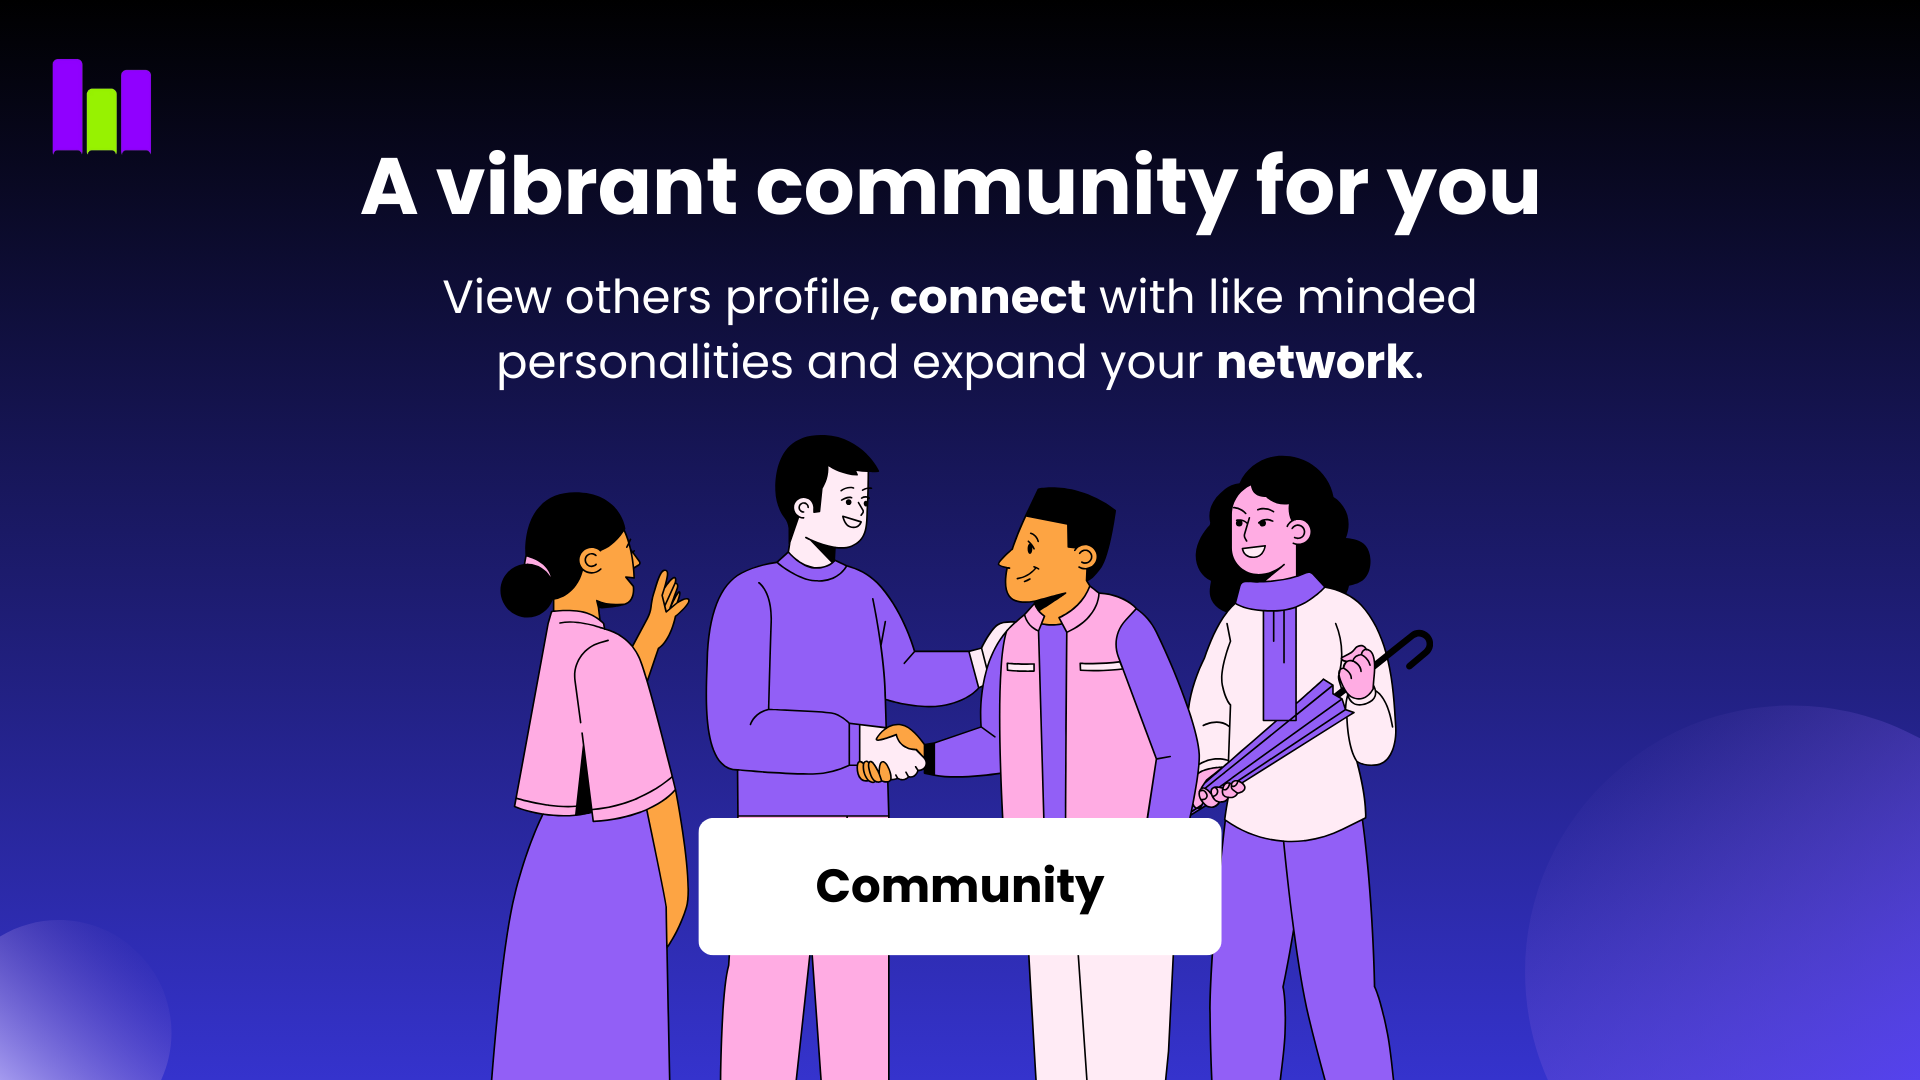 A vibrant community for you
View others profile, connect with like minded
personalities and expand your network.
Community